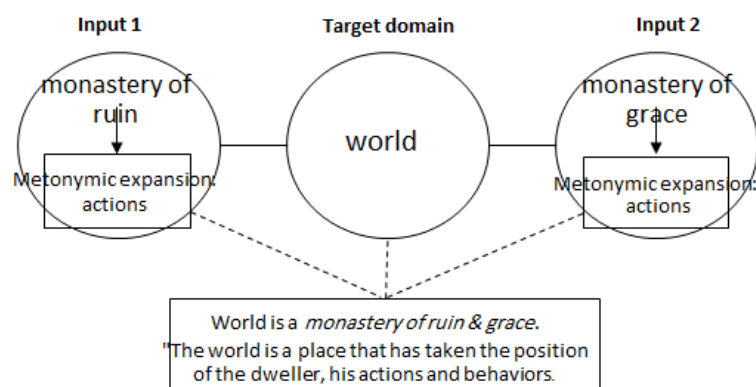 Input 1
Target domain
Input 2
monastery of
ruin
Metonymic expansion:
actions
world
monastery of
grace
Metonymic expansion:
actions
World is a monastery of ruin & grace.
"The world is a place that has taken the position
of the dweller, his actions and behaviors.